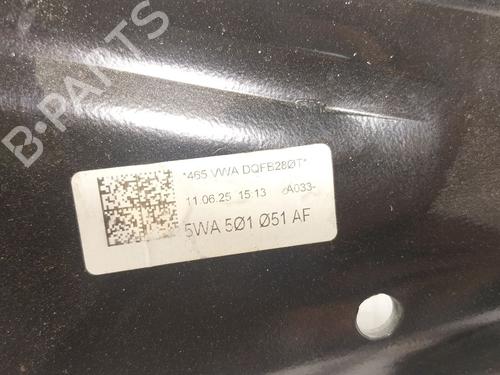 B-PARTS
*465 VWA DQFB28ØT*
11.06.25 15:13 -A033-
5WA 5Ø1 Ø51 AF